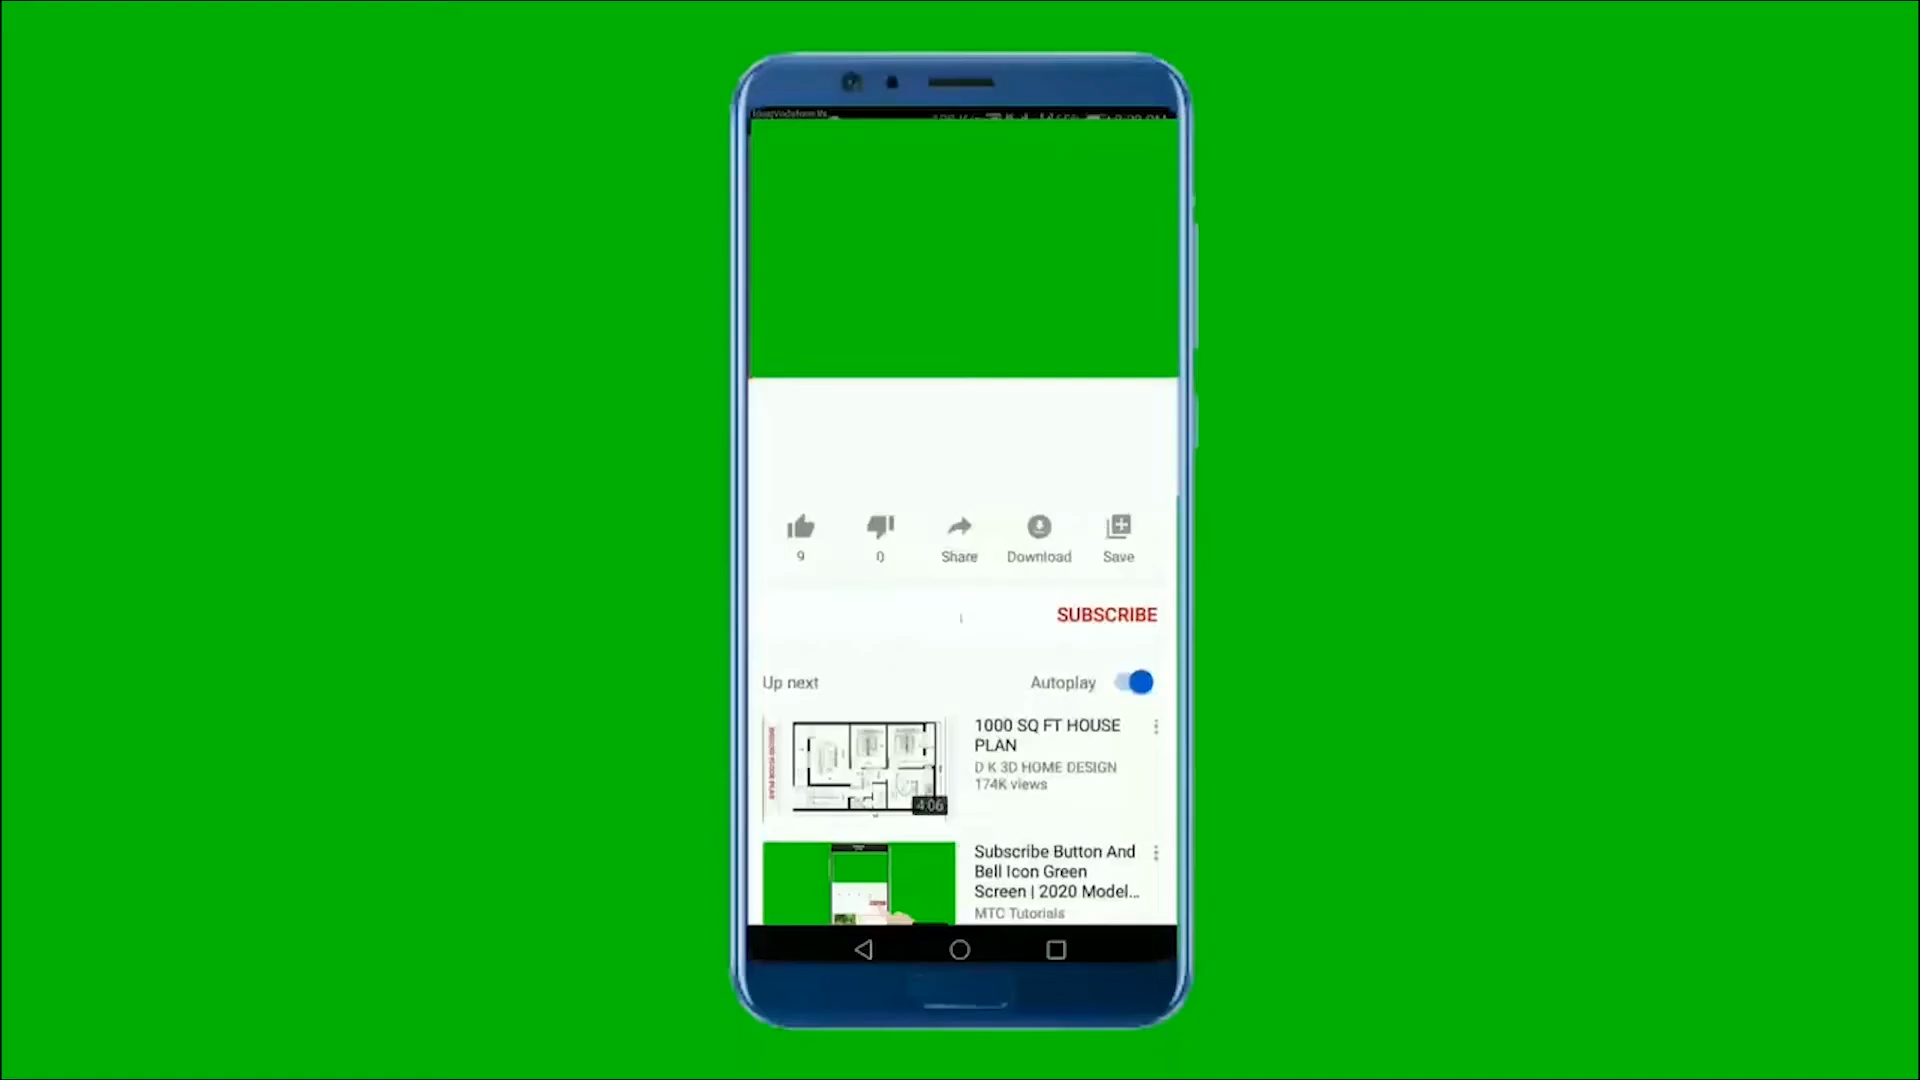 9
0
Share
Download
Save
SUBSCRIBE
Up next
Autoplay
1000 SQ FT HOUSE
PLAN
D K 3D HOME DESIGN
174K views
4:06
Subscribe Button And
Bell Icon Green
Screen | 2020 Model...
MTC Tutorials